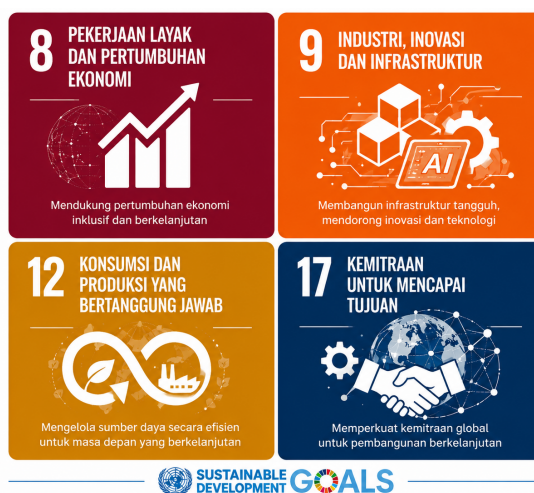 8
PEKERJAAN LAYAK
DAN PERTUMBUHAN
EKONOMI
Mendukung pertumbuhan ekonomi
inklusif dan berkelanjutan
9
INDUSTRI, INOVASI
DAN INFRASTRUKTUR
AI
Membangun infrastruktur tangguh,
mendorong inovasi dan teknologi
12
KONSUMSI DAN
PRODUKSI YANG
BERTANGGUNG JAWAB
Mengelola sumber daya secara efisien
untuk masa depan yang berkelanjutan
17
KEMITRAAN
UNTUK MENCAPAI
TUJUAN
Memperkuat kemitraan global
untuk pembangunan berkelanjutan
SUSTAINABLE
DEVELOPMENT
GOALS